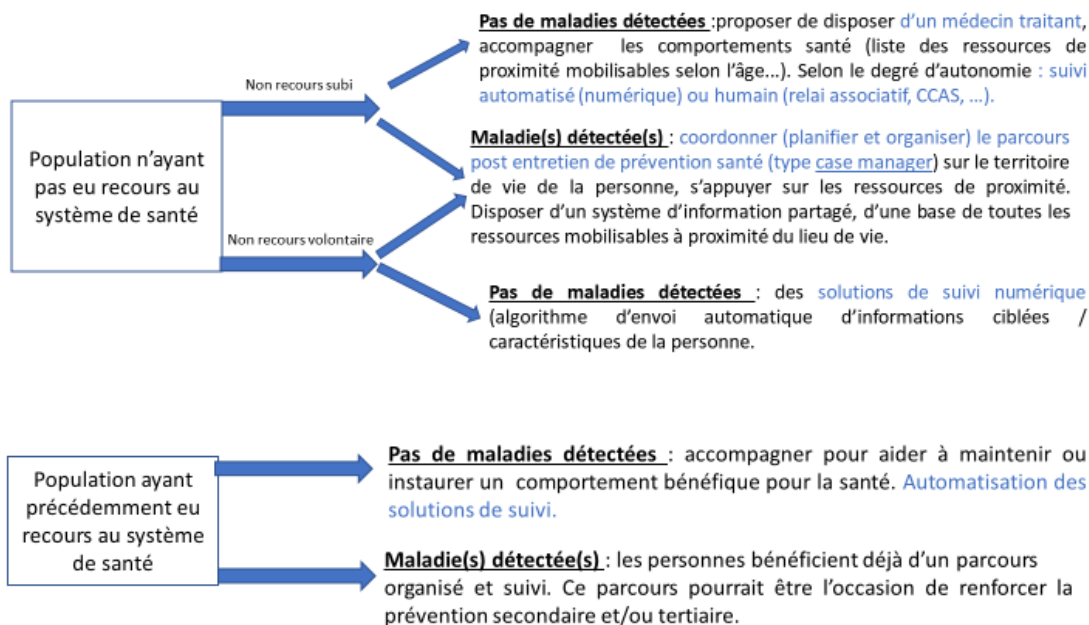 Pas de maladies détectées :proposer de disposer d'un médecin traitant,
accompagner les comportements santé (liste des ressources de
proximité mobilisables selon l'âge...). Selon le degré d'autonomie : suivi
automatisé (numérique) ou humain (relai associatif, CCAS, ...).
Non recours subi
Population n'ayant
pas eu recours au
système de santé
Maladie(s) détectée(s) : coordonner (planifier et organiser) le parcours
post entretien de prévention santé (type case manager) sur le territoire
de vie de la personne, s'appuyer sur les ressources de proximité.
Disposer d'un système d'information partagé, d'une base de toutes les
ressources mobilisables à proximité du lieu de vie.
Non recours volontaire
Pas de maladies détectées : des solutions de suivi numérique
(algorithme d'envoi automatique d'informations ciblées /
caractéristiques de la personne.
Population ayant
précédemment eu
recours au système
de santé
Pas de maladies détectées : accompagner pour aider à maintenir ou
instaurer un comportement bénéfique pour la santé. Automatisation des
solutions de suivi.
Maladie(s) détectée(s) : les personnes bénéficient déjà d'un parcours
organisé et suivi. Ce parcours pourrait être l'occasion de renforcer la
prévention secondaire et/ou tertiaire.